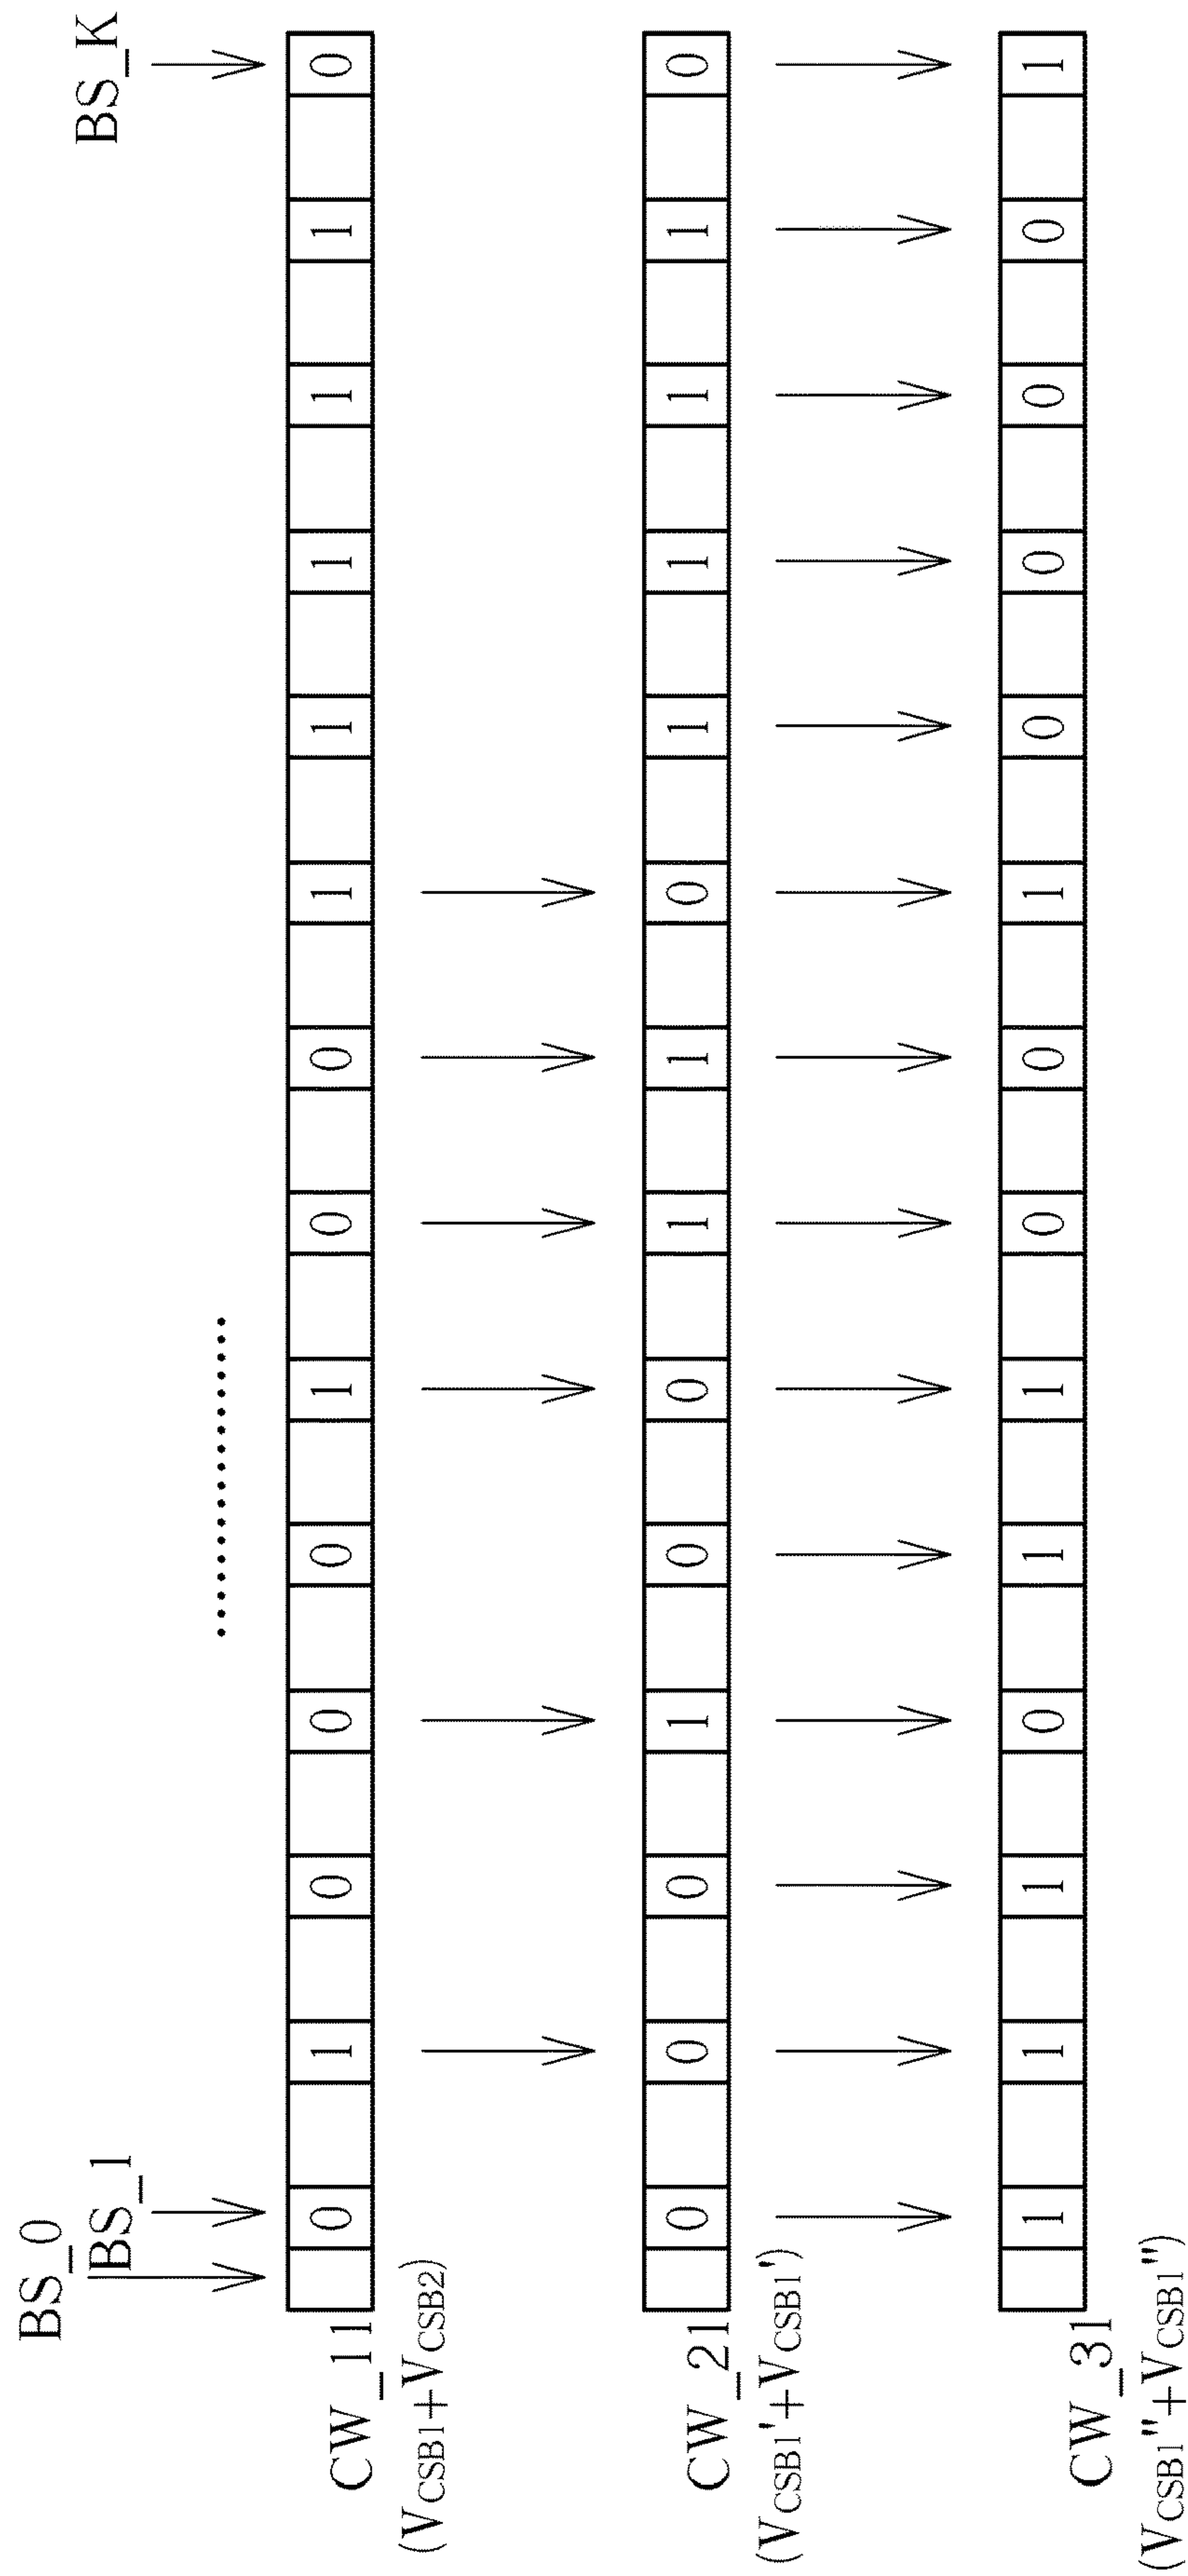 BS_0
BS_1
BS_K
CW_11
(VCSB1+VCSB2)
0 1 0 0 0 1 0 0 1 1 1 1 1 0
CW_21
(VCSB1'+VCSB1')
0 0 0 1 0 0 1 1 0 1 1 1 1 0
CW_31
(VCSB1"+VCSB1")
1 1 1 0 1 1 0 0 1 0 0 0 0 1